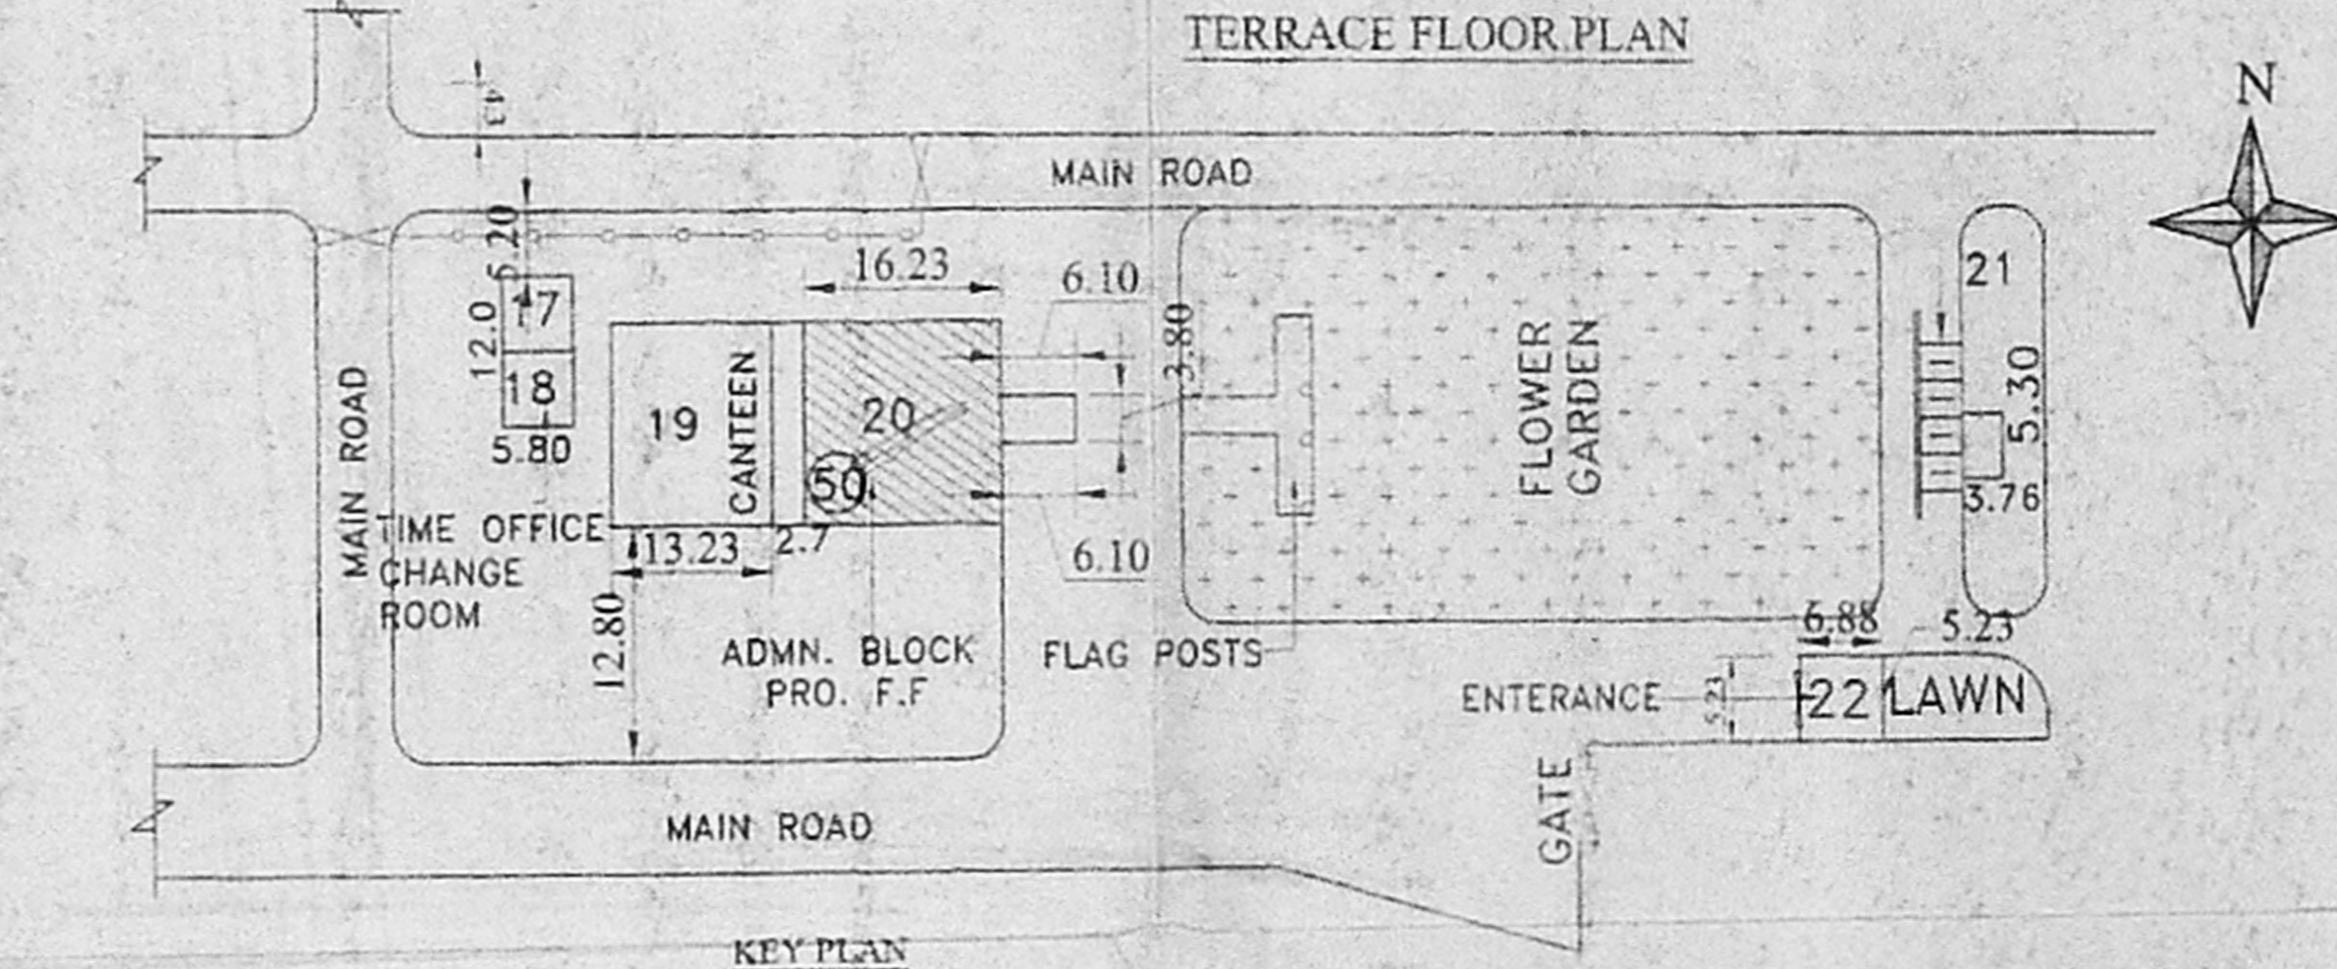 TERRACE FLOOR PLAN
N
.43
MAIN ROAD
6.20
16.23
6.10
3.80
17
12.0
18
5.80
MAIN ROAD
19
CANTEEN
20
50
FLOWER
GARDEN
21
5.30
3.76
TIME OFFICE
CHANGE
ROOM
13.23
2.7
6.10
12.80
ADMN. BLOCK
PRO. F.F
FLAG POSTS
6.88
5.23
ENTERANCE
5.23
22
LAWN
GATE
MAIN ROAD
KEY PLAN